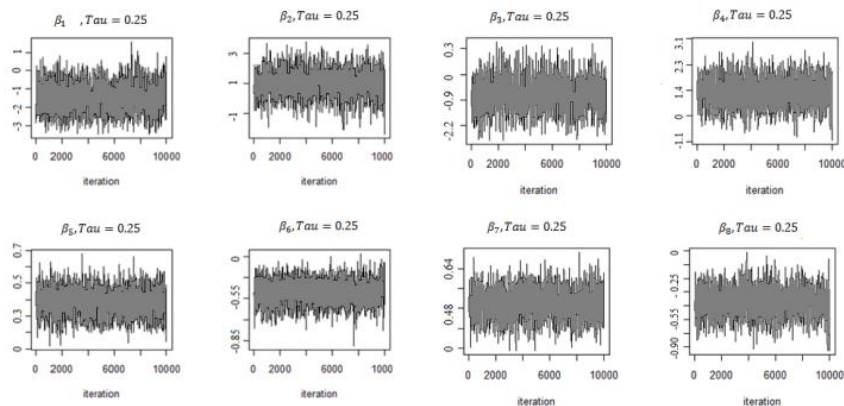 β₁ , Tau = 0.25
1
0
-1
-2
-3
0 2000 6000 10000
iteration
β₂, Tau = 0.25
3
1
-1
0 2000 6000 1000
iteration
β₃, Tau = 0.25
0.3
0
-0.9
-2.2
0 2000 6000 10000
iteration
β₄, Tau = 0.25
3.1
2.3
1.4
0
-1.1
0 2000 6000 10000
iteration
β₅, Tau = 0.25
0.7
0.5
0.3
0
0 2000 6000 10000
iteration
β₆, Tau = 0.25
0
-0.55
-0.85
0 2000 6000 10000
iteration
β₇, Tau = 0.25
0.64
0.48
0
0 2000 6000 10000
iteration
β₈, Tau = 0.25
0
-0.25
-0.55
-0.90
0 2000 6000 10000
iteration